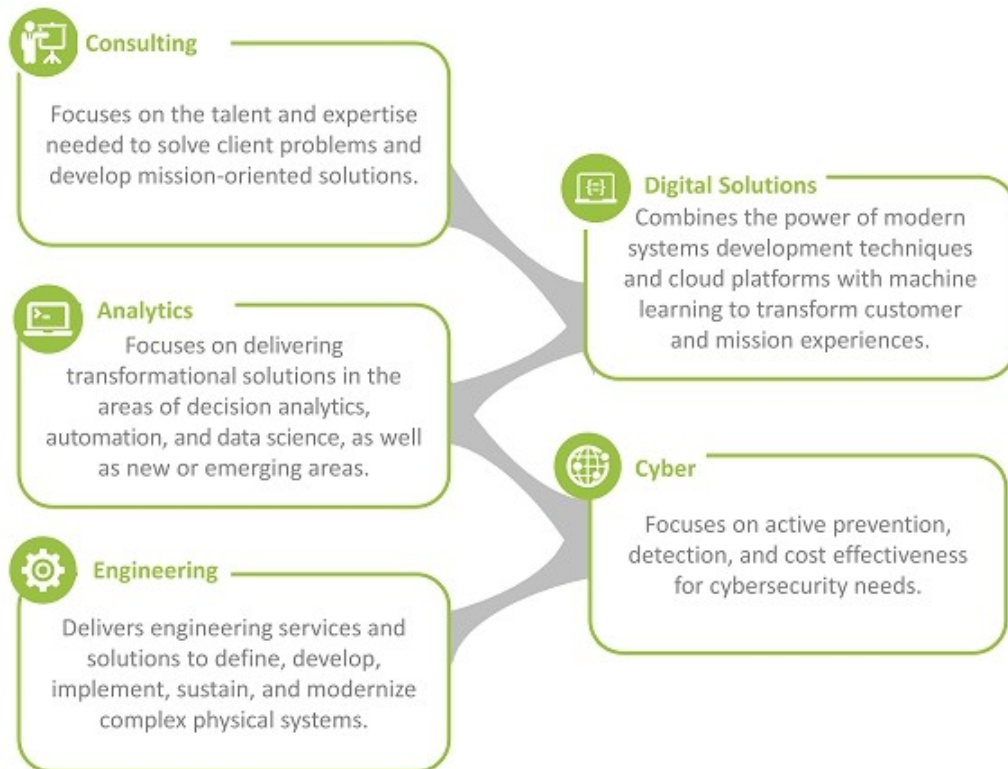 Consulting
Focuses on the talent and expertise
needed to solve client problems and
develop mission-oriented solutions.
Digital Solutions
Combines the power of modern
systems development techniques
and cloud platforms with machine
learning to transform customer
and mission experiences.
Analytics
Focuses on delivering
transformational solutions in the
areas of decision analytics,
automation, and data science, as well
as new or emerging areas.
Cyber
Focuses on active prevention,
detection, and cost effectiveness
for cybersecurity needs.
Engineering
Delivers engineering services and
solutions to define, develop,
implement, sustain, and modernize
complex physical systems.